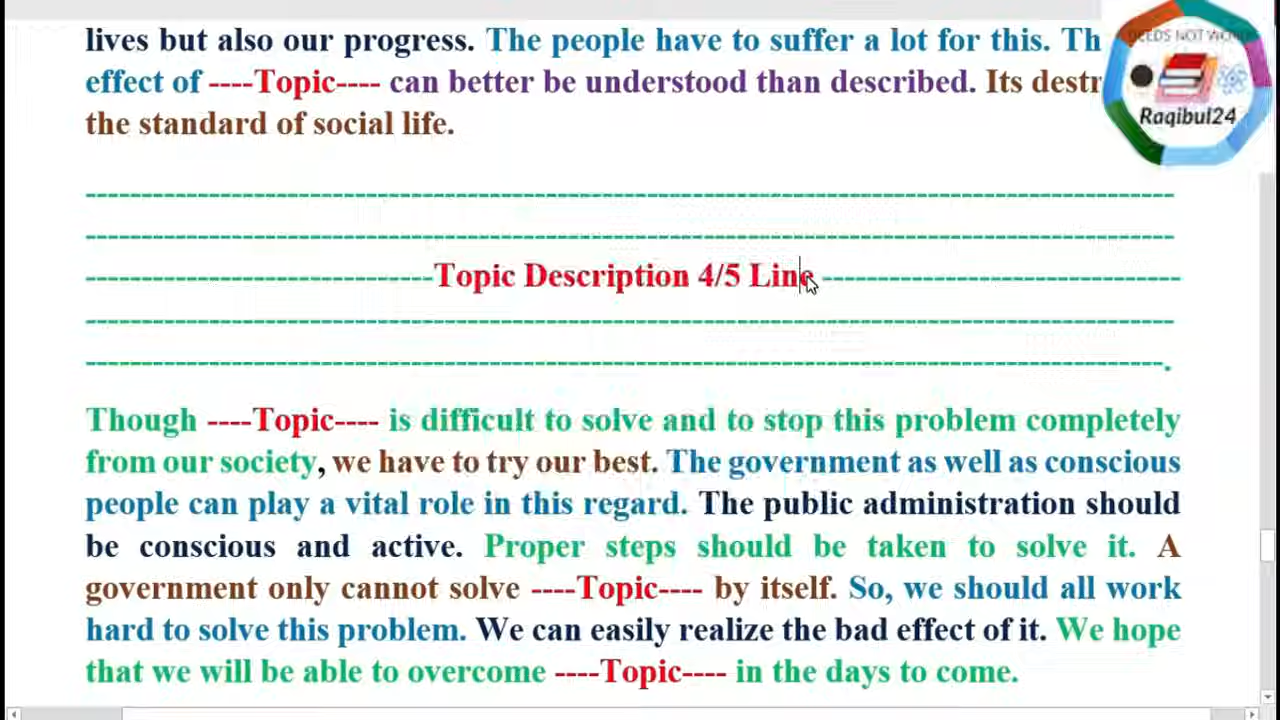 lives but also our progress. The people have to suffer a lot for this. Th
effect of ----Topic---- can better be understood than described. Its destr
the standard of social life.
DEEDS NOT WORDS
Raqibul24
--------------------Topic Description 4/5 Line--------------------
Though ----Topic---- is difficult to solve and to stop this problem completely
from our society, we have to try our best. The government as well as conscious
people can play a vital role in this regard. The public administration should
be conscious and active. Proper steps should be taken to solve it. A
government only cannot solve ----Topic---- by itself. So, we should all work
hard to solve this problem. We can easily realize the bad effect of it. We hope
that we will be able to overcome ----Topic---- in the days to come.